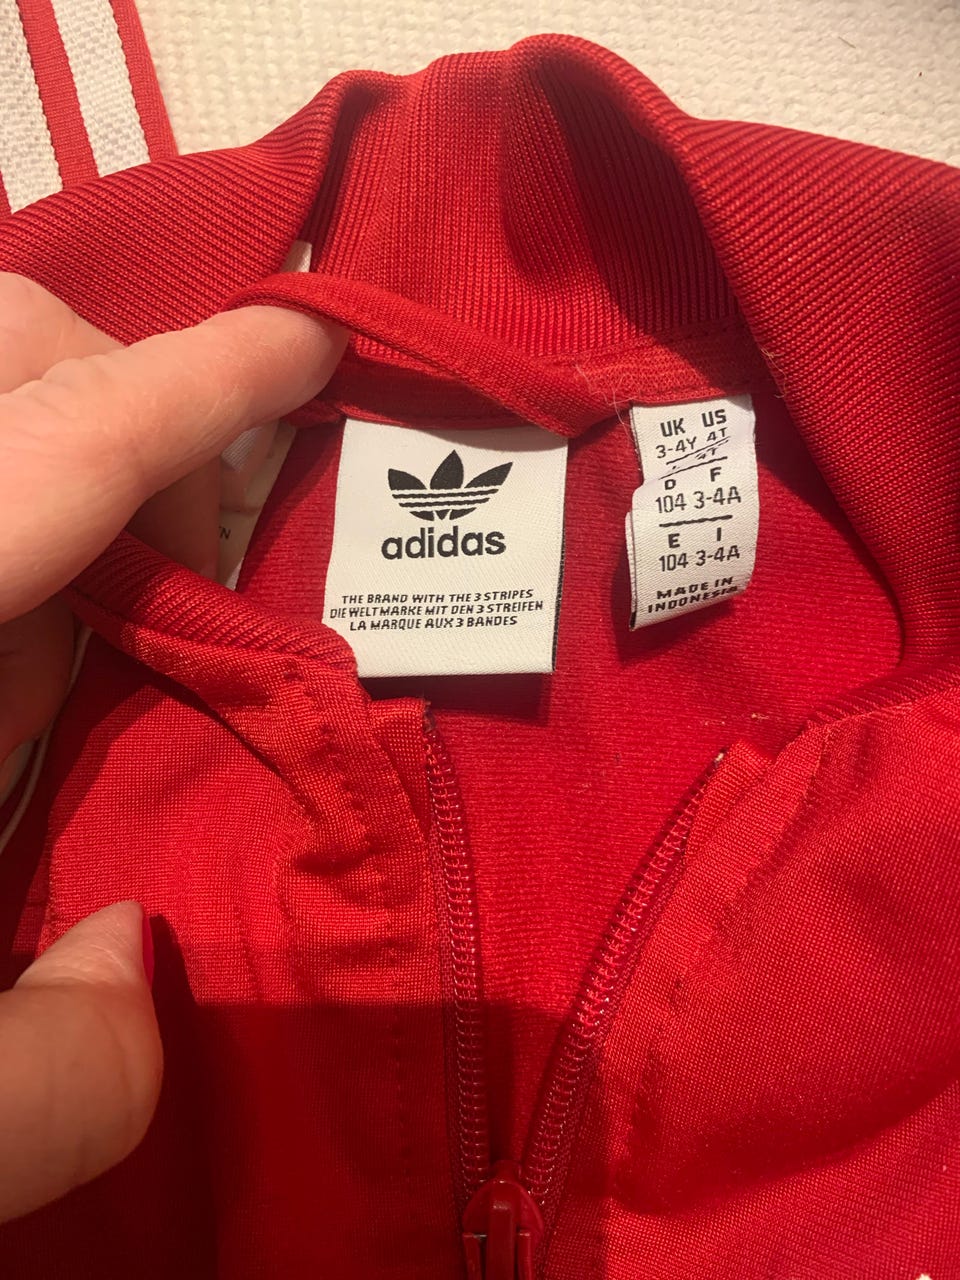 adidas
THE BRAND WITH THE 3 STRIPES
DIE WELTMARKE MIT DEN 3 STREIFEN
LA MARQUE AUX 3 BANDES
UK US
3-4Y 4T
D F
104 3-4A
E I
104 3-4A
MADE IN
INDONESIA